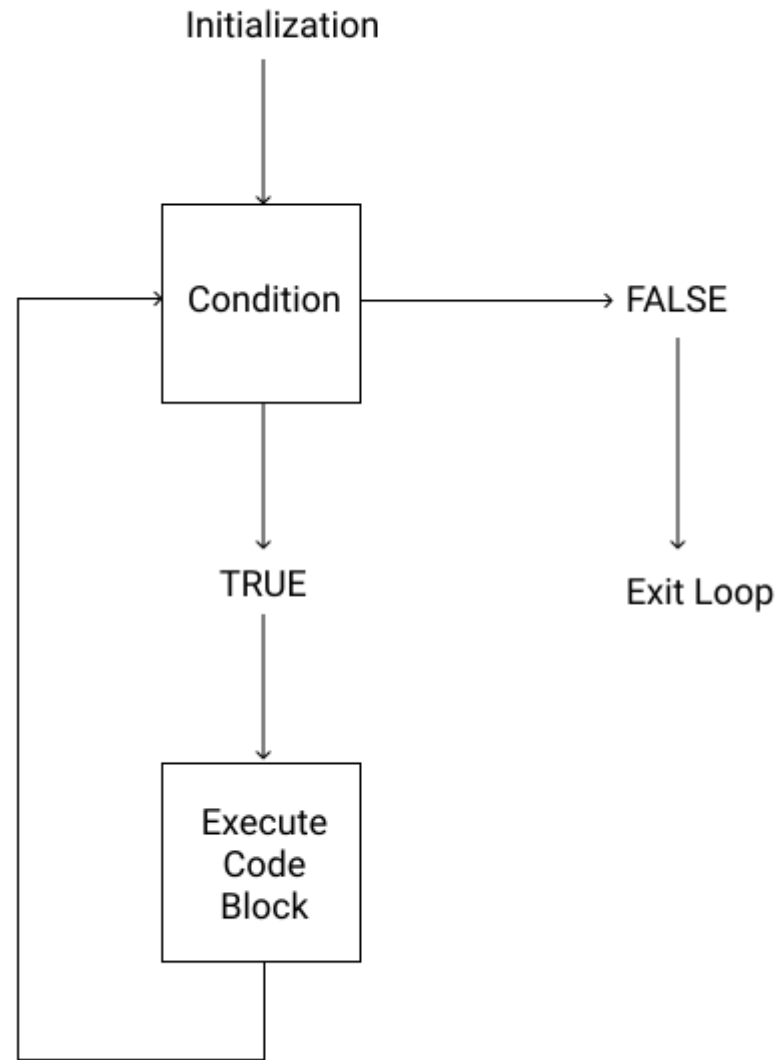 Initialization
Condition
FALSE
TRUE
Exit Loop
Execute
Code
Block